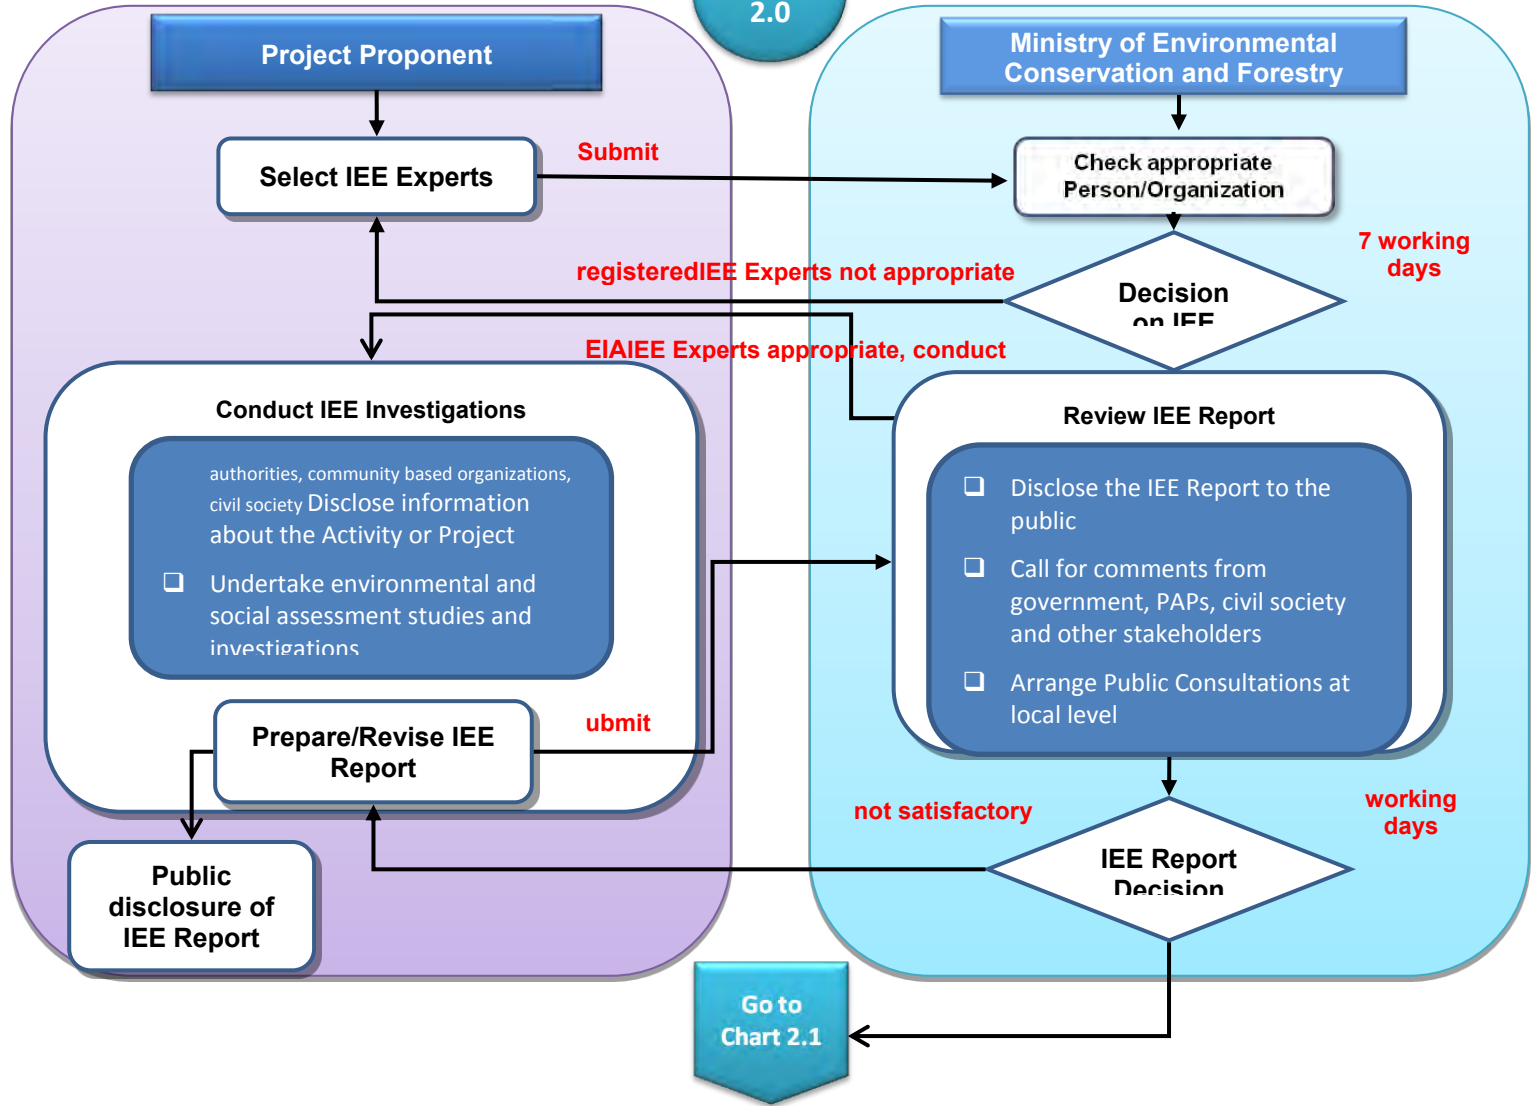 2.0
Project Proponent
Ministry of Environmental
Conservation and Forestry
Select IEE Experts
Submit
Check appropriate
Person/Organization
7 working
days
registeredIEE Experts not appropriate
Decision
on IEE
EIAIEE Experts appropriate, conduct
Conduct IEE Investigations
authorities, community based organizations,
civil society Disclose information
about the Activity or Project
❑ Undertake environmental and
social assessment studies and
investigations
Review IEE Report
❑ Disclose the IEE Report to the
public
❑ Call for comments from
government, PAPs, civil society
and other stakeholders
❑ Arrange Public Consultations at
local level
Prepare/Revise IEE
Report
ubmit
not satisfactory
working
days
IEE Report
Decision
Public
disclosure of
IEE Report
Go to
Chart 2.1